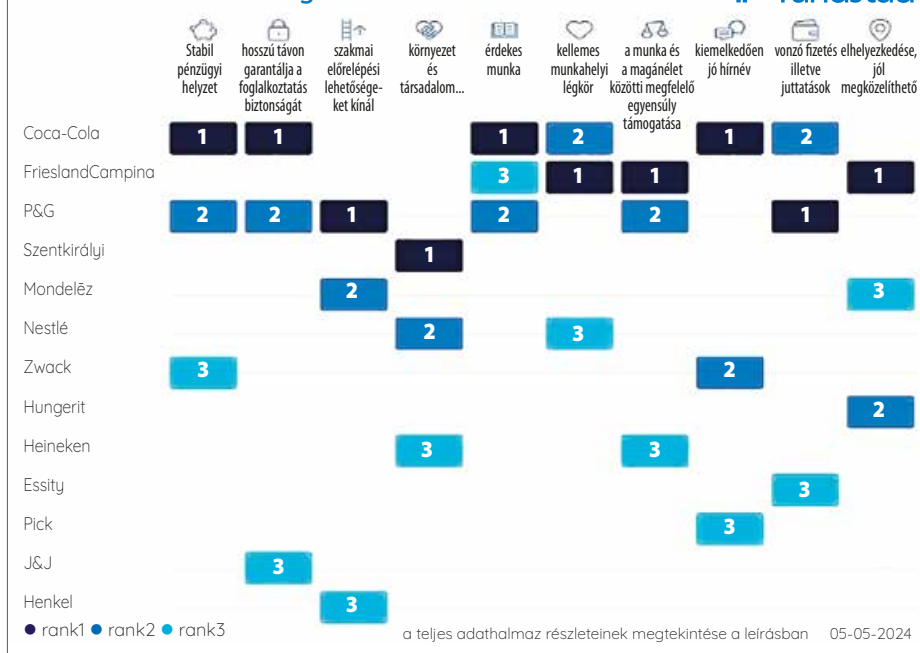 Stabil
pénzügyi
helyzet
hosszú távon
garantálja a
foglalkoztatás
biztonságát
szakmai
előrelépési
lehetősége-
ket kínál
környezet
és
társadalom...
érdekes
munka
kellemes
munkahelyi
légkör
a munka és
a magánélet
közötti megfelelő
egyensúly
támogatása
kiemelkedően
jó hírnév
vonzó fizetés
illetve
juttatások
elhelyezkedése,
jól
megközelíthető
Coca-Cola 1 1 1 2 1 2
FrieslandCampina 3 1 1 1
P&G 2 2 1 2 2 1
Szentkirályi 1
Mondelēz 2 3
Nestlé 2 3
Zwack 3 2
Hungerit 2
Heineken 3 3
Essity 3
Pick 3
J&J 3
Henkel 3
rank1 rank2 rank3
a teljes adathalmaz részleteinek megtekintése a leírásban 05-05-2024